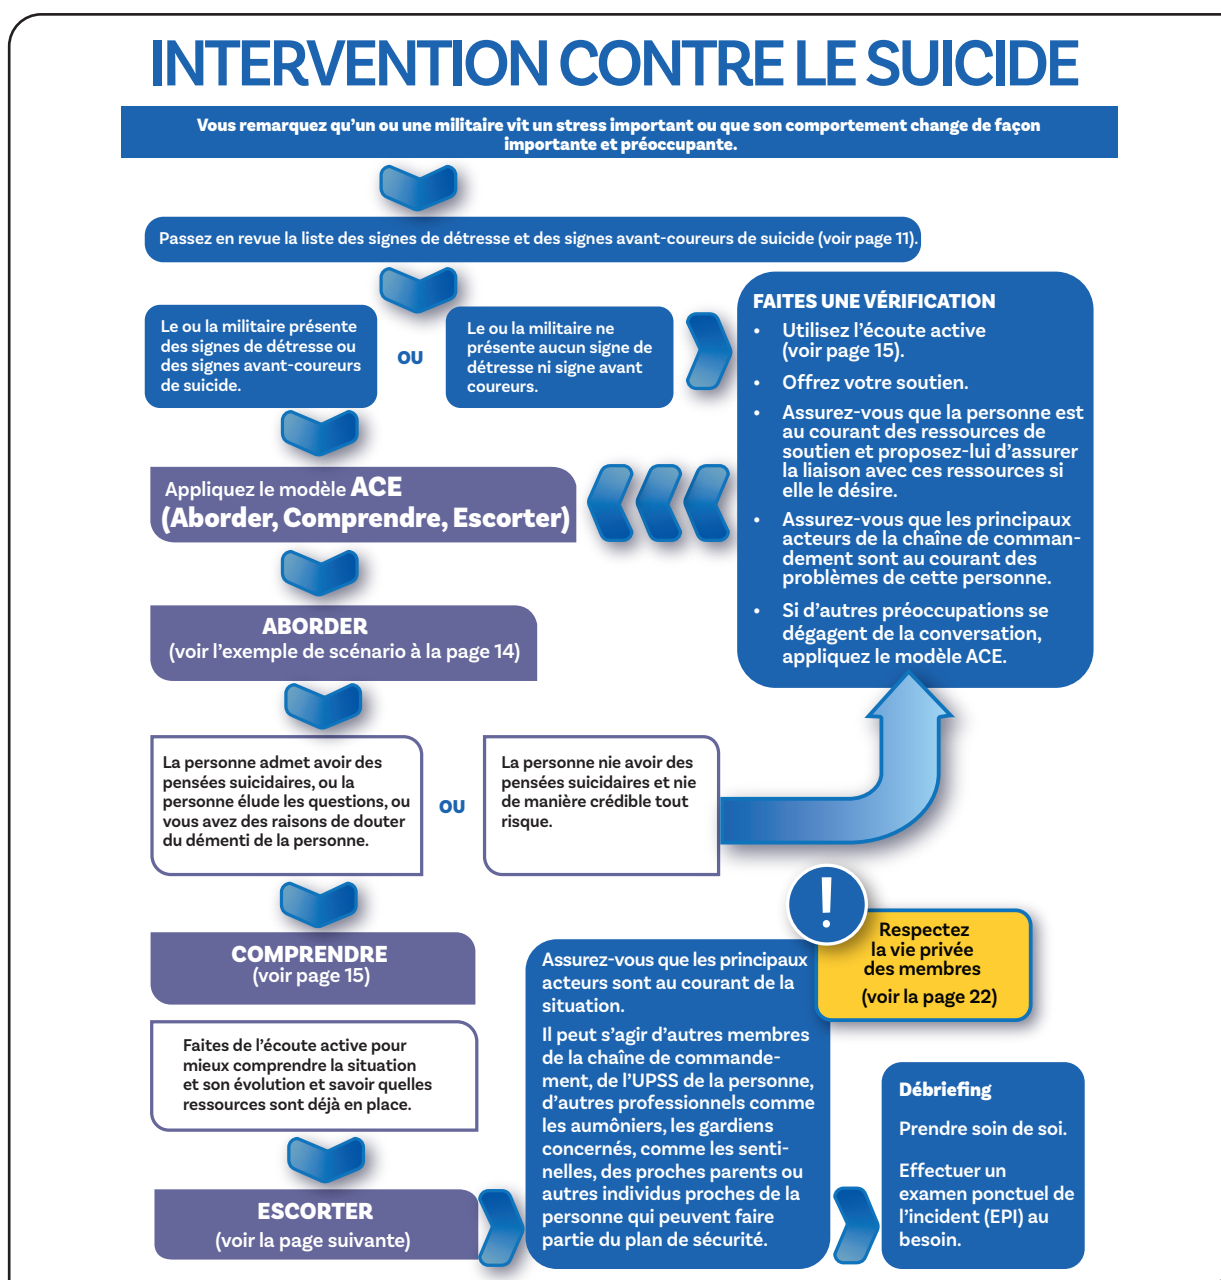 INTERVENTION CONTRE LE SUICIDE
Vous remarquez qu'un ou une militaire vit un stress important ou que son comportement change de façon
importante et préoccupante.
Passez en revue la liste des signes de détresse et des signes avant-coureurs de suicide (voir page 11).
Le ou la militaire présente
des signes de détresse ou
des signes avant-coureurs
de suicide.
OU
Le ou la militaire ne
présente aucun signe de
détresse ni signe avant
coureurs.
FAITES UNE VÉRIFICATION
• Utilisez l'écoute active
(voir page 15).
• Offrez votre soutien.
• Assurez-vous que la personne est
au courant des ressources de
soutien et proposez-lui d'assurer
la liaison avec ces ressources si
elle le désire.
• Assurez-vous que les principaux
acteurs de la chaîne de comman-
dement sont au courant des
problèmes de cette personne.
• Si d'autres préoccupations se
dégagent de la conversation,
appliquez le modèle ACE.
Appliquez le modèle ACE
(Aborder, Comprendre, Escorter)
ABORDER
(voir l'exemple de scénario à la page 14)
La personne admet avoir des
pensées suicidaires, ou la
personne élude les questions, ou
vous avez des raisons de douter
du démenti de la personne.
OU
La personne nie avoir des
pensées suicidaires et nie
de manière crédible tout
risque.
COMPRENDRE
(voir page 15)
Faites de l'écoute active pour
mieux comprendre la situation
et son évolution et savoir quelles
ressources sont déjà en place.
ESCORTER
(voir la page suivante)
Assurez-vous que les principaux
acteurs sont au courant de la
situation.
Il peut s'agir d'autres membres
de la chaîne de commande-
ment, de l'UPSS de la personne,
d'autres professionnels comme
les aumôniers, les gardiens
concernés, comme les senti-
nelles, des proches parents ou
autres individus proches de la
personne qui peuvent faire
partie du plan de sécurité.
!
Respectez
la vie privée
des membres
(voir la page 22)
Débriefing
Prendre soin de soi.
Effectuer un
examen ponctuel de
l'incident (EPI) au
besoin.